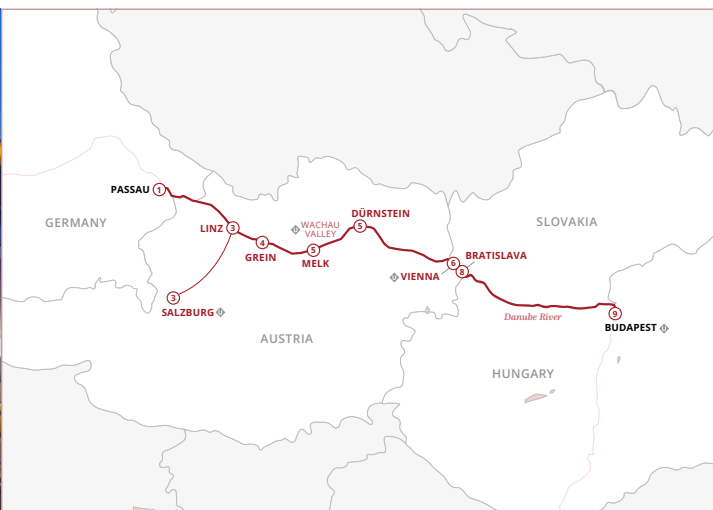 PASSAU 1
GERMANY
LINZ 3
4
GREIN
WACHAU
VALLEY
5
MELK
DÜRNSTEIN
5
SLOVAKIA
BRATISLAVA
6
VIENNA
8
3
SALZBURG
AUSTRIA
Danube River
9
BUDAPEST
HUNGARY